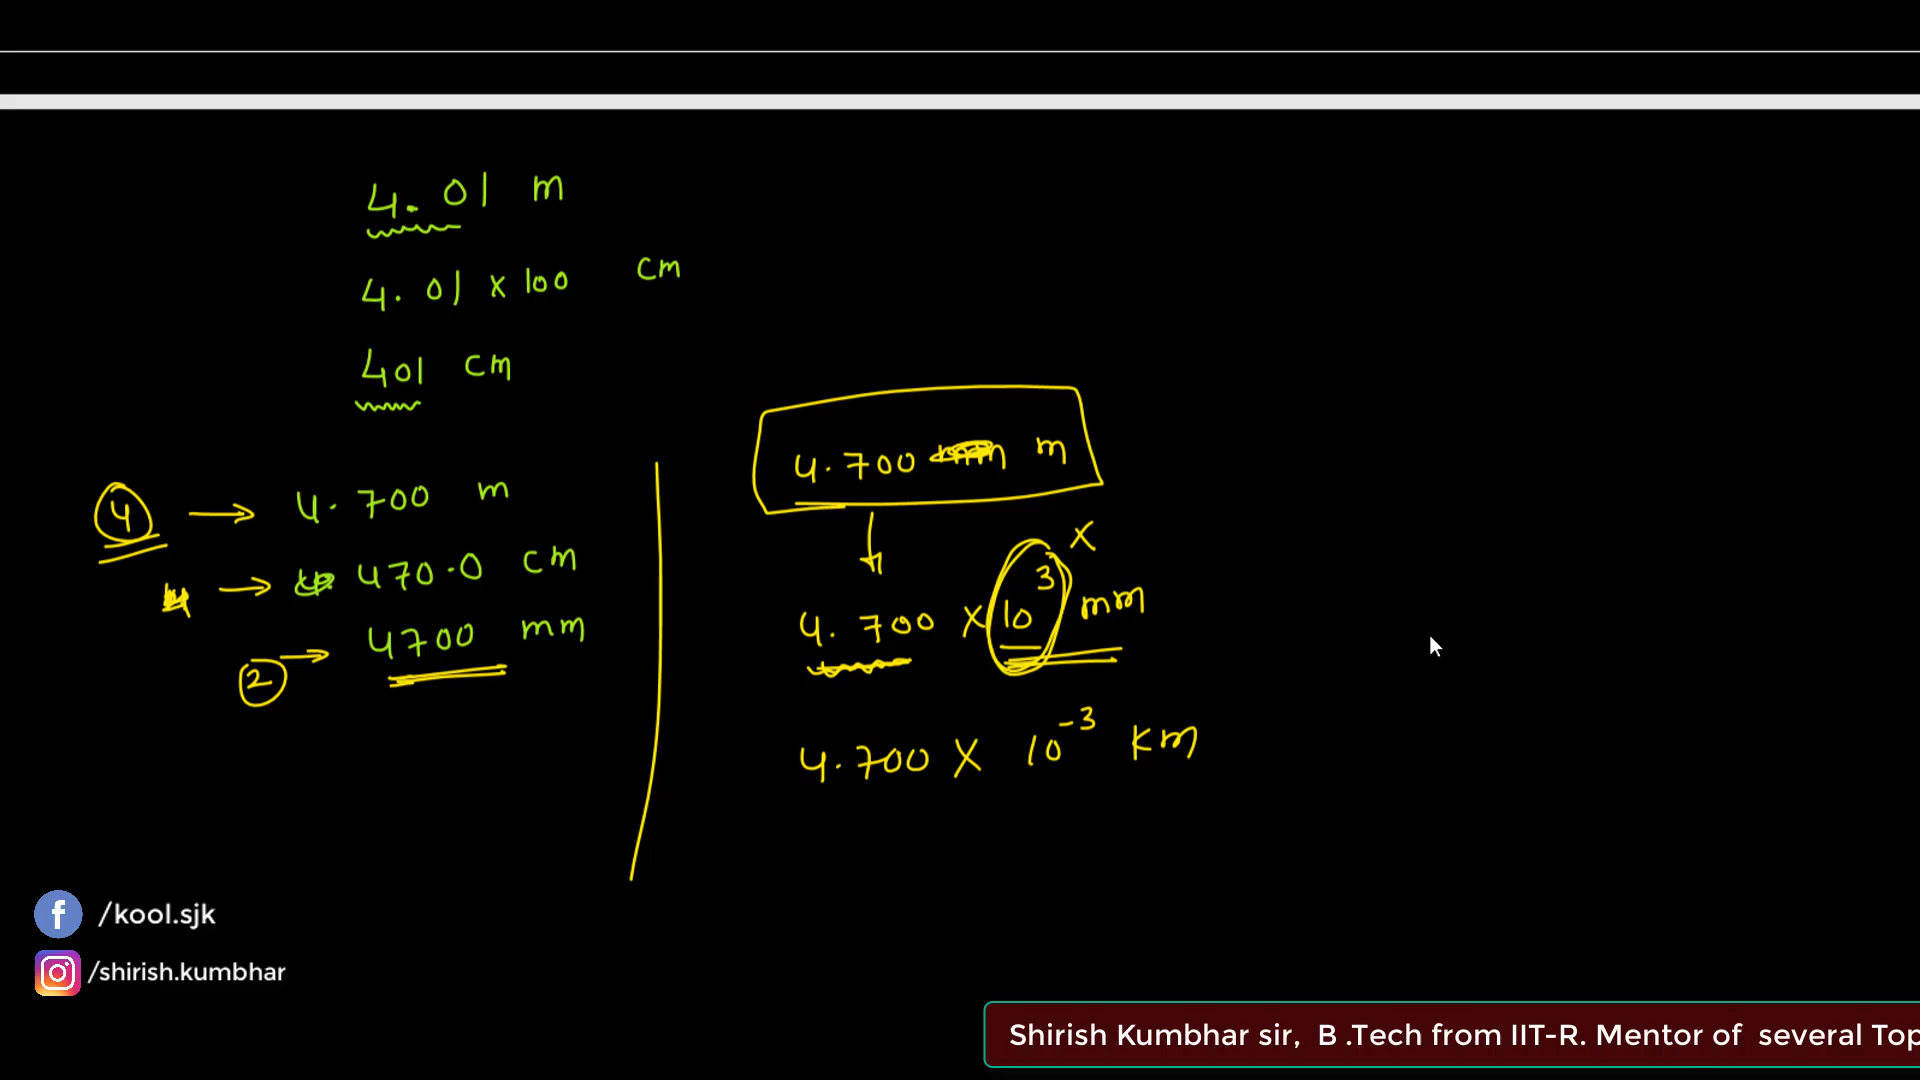 4.01 m
4.01 x 100 cm
401 cm
4 → 4.700 m
→ 470.0 cm
2 → 4700 mm
4.700 m
4.700 x 10³ mm
x
4.700 x 10⁻³ km
/kool.sjk
/shirish.kumbhar
Shirish Kumbhar sir, B .Tech from IIT-R. Mentor of several Top